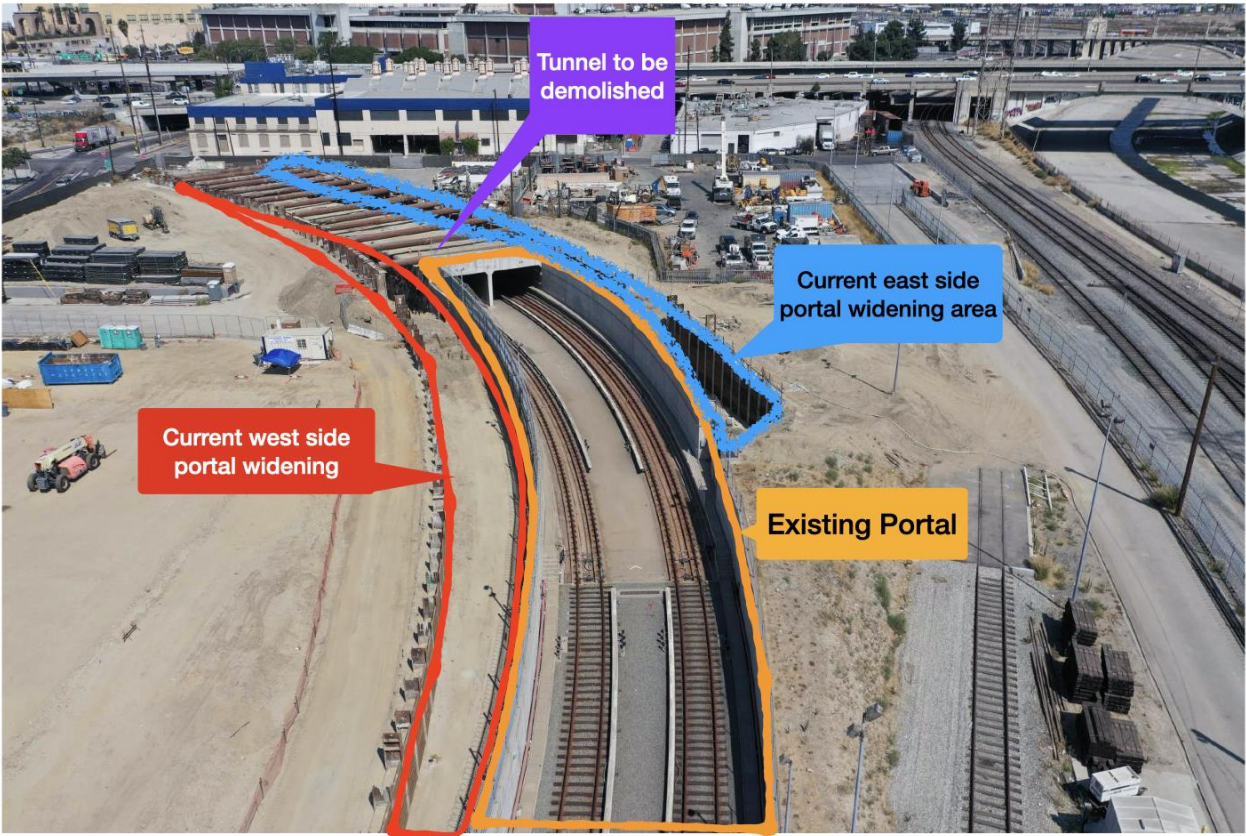 Tunnel to be
demolished
Current east side
portal widening area
Current west side
portal widening
Existing Portal